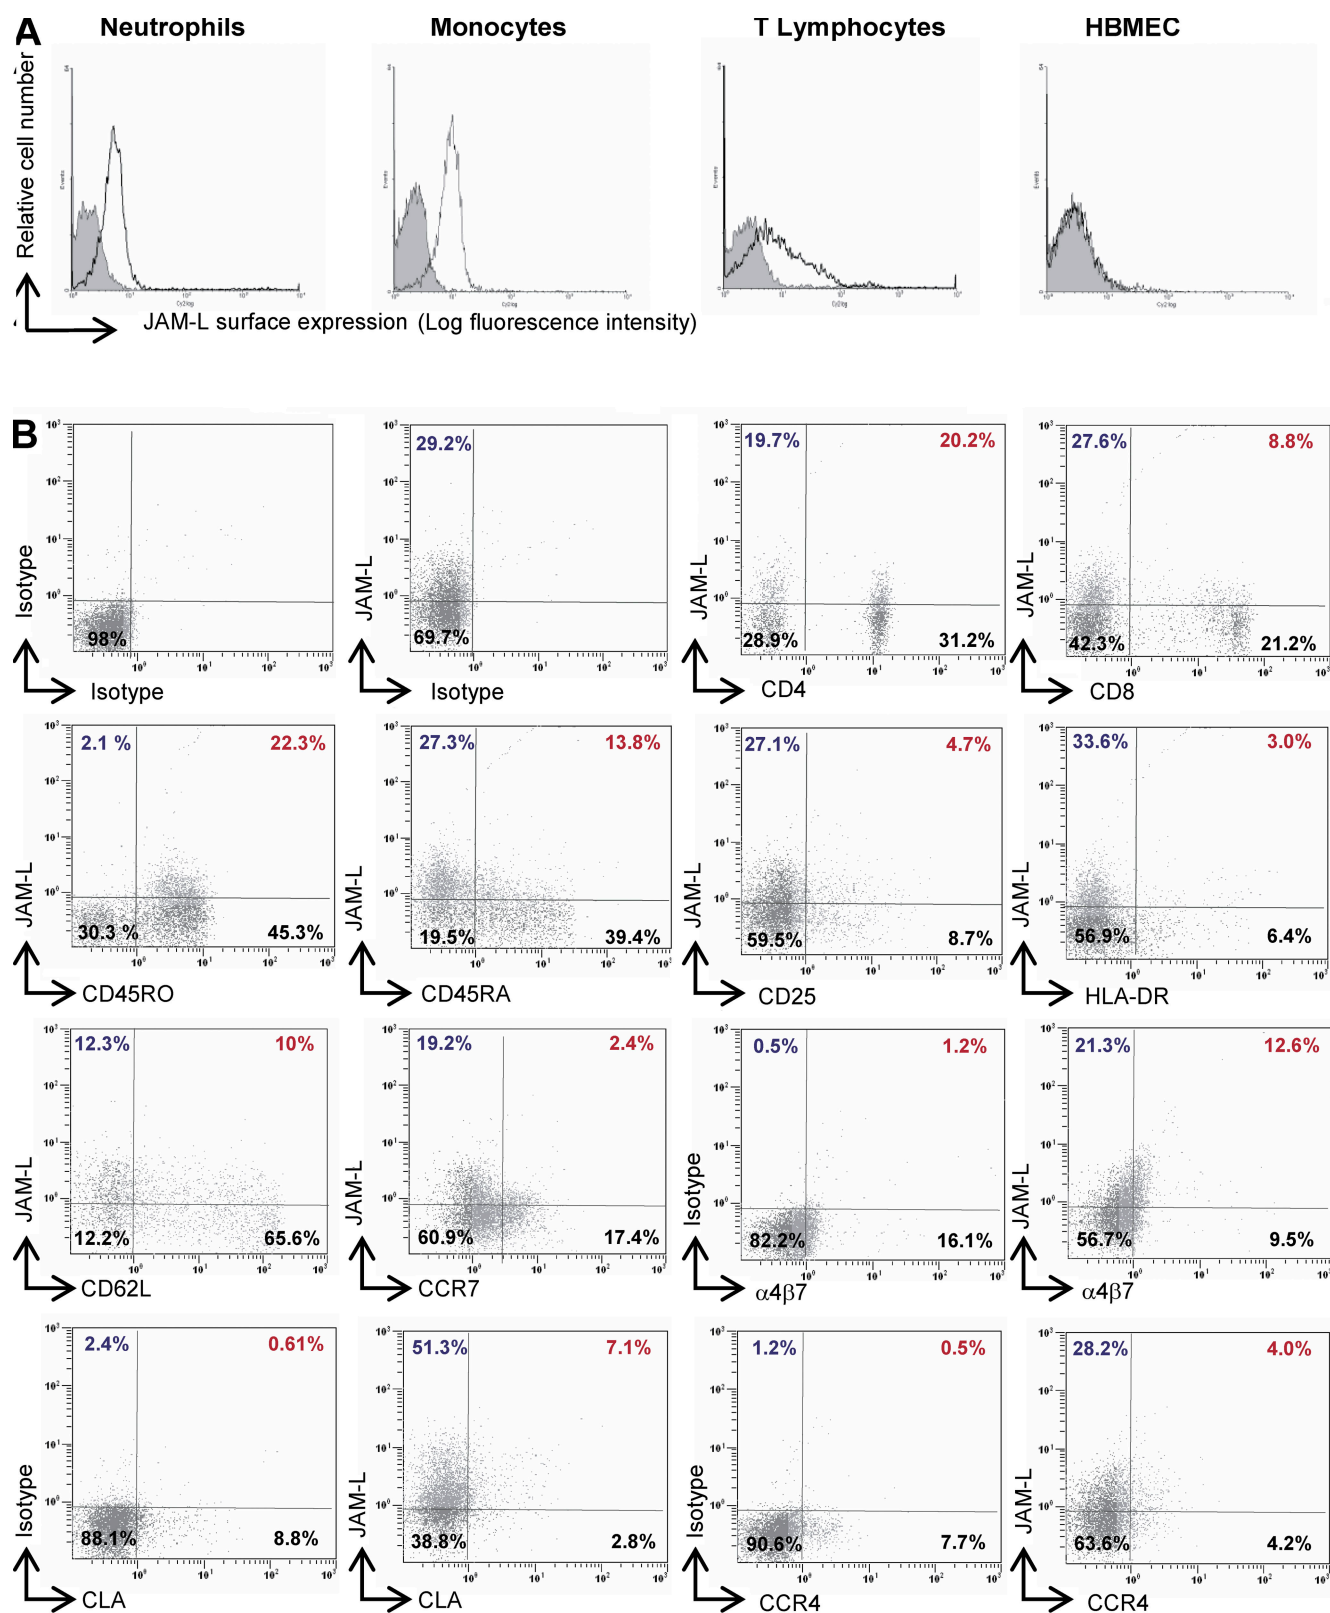 A
Neutrophils
Monocytes
T Lymphocytes
HBMEC
Relative cell number
Events
Events
Events
Events
JAM-L surface expression (Log fluorescence intensity)
B
Isotype
98%
Isotype
JAM-L
29.2%
69.7%
Isotype
JAM-L
19.7%
20.2%
28.9%
31.2%
CD4
JAM-L
27.6%
8.8%
42.3%
21.2%
CD8
JAM-L
2.1 %
22.3%
30.3 %
45.3%
CD45RO
JAM-L
27.3%
13.8%
19.5%
39.4%
CD45RA
JAM-L
27.1%
4.7%
59.5%
8.7%
CD25
JAM-L
33.6%
3.0%
56.9%
6.4%
HLA-DR
JAM-L
12.3%
10%
12.2%
65.6%
CD62L
JAM-L
19.2%
2.4%
60.9%
17.4%
CCR7
Isotype
0.5%
1.2%
82.2%
16.1%
α4β7
JAM-L
21.3%
12.6%
56.7%
9.5%
α4β7
Isotype
2.4%
0.61%
88.1%
8.8%
CLA
JAM-L
51.3%
7.1%
38.8%
2.8%
CLA
Isotype
1.2%
0.5%
90.6%
7.7%
CCR4
JAM-L
28.2%
4.0%
63.6%
4.2%
CCR4